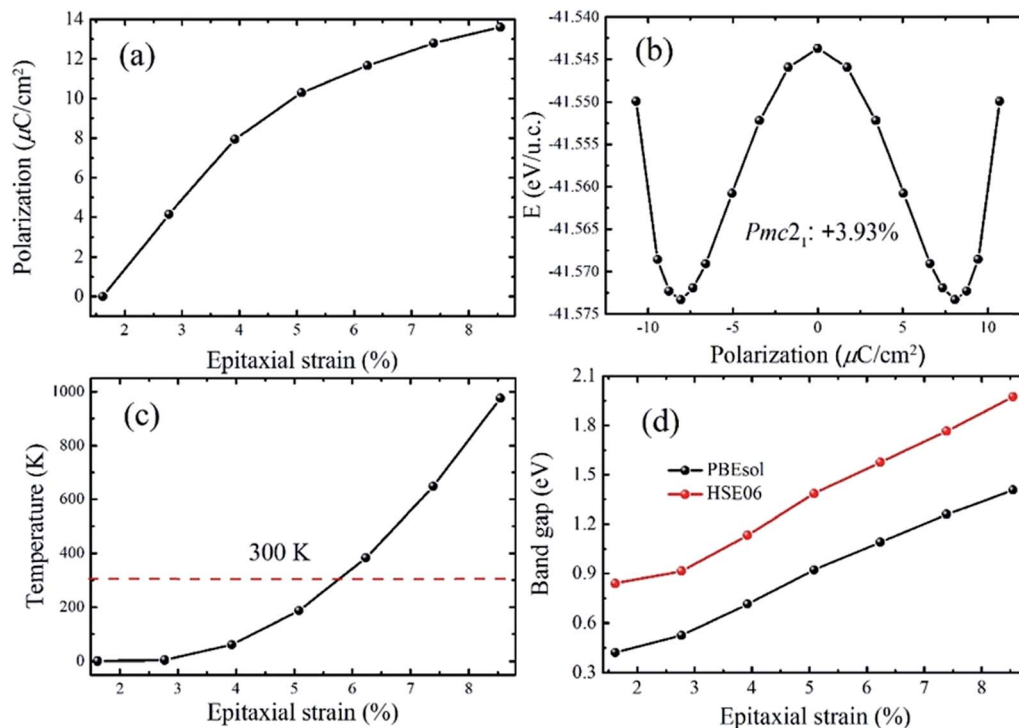 (a)
Polarization (μC/cm²)
14
12
10
8
6
4
2
0
2 3 4 5 6 7 8
Epitaxial strain (%)
(b)
E (eV/u.c.)
-41.540
-41.545
-41.550
-41.555
-41.560
-41.565
-41.570
-41.575
Pmc2₁: +3.93%
-10 -5 0 5 10
Polarization (μC/cm²)
(c)
Temperature (K)
1000
800
600
400
200
0
300 K
2 3 4 5 6 7 8
Epitaxial strain (%)
(d)
Band gap (eV)
2.1
1.8
1.5
1.2
0.9
0.6
0.3
PBEsol
HSE06
2 3 4 5 6 7 8
Epitaxial strain (%)